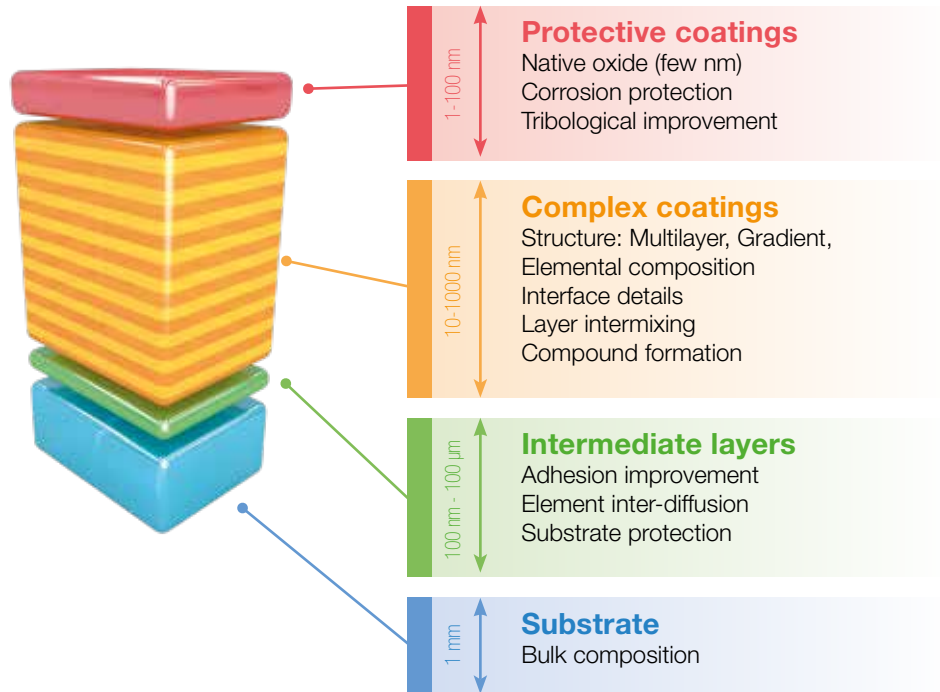 1-100 nm
Protective coatings
Native oxide (few nm)
Corrosion protection
Tribological improvement
10-1000 nm
Complex coatings
Structure: Multilayer, Gradient,
Elemental composition
Interface details
Layer intermixing
Compound formation
100 nm - 100 µm
Intermediate layers
Adhesion improvement
Element inter-diffusion
Substrate protection
1 mm
Substrate
Bulk composition